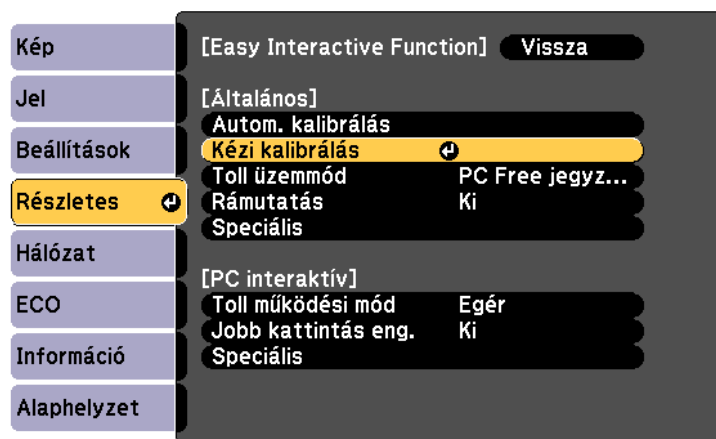 Kép
Jel
Beállítások
Részletes
Hálózat
ECO
Információ
Alaphelyzet
[Easy Interactive Function] Vissza
[Általános]
Autom. kalibrálás
Kézi kalibrálás
Toll üzemmód PC Free jegyz...
Rámutatás Ki
Speciális
[PC interaktív]
Toll működési mód Egér
Jobb kattintás eng. Ki
Speciális